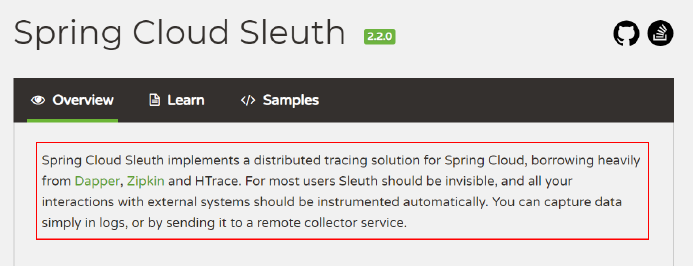 Spring Cloud Sleuth 2.2.0
Overview Learn Samples
Spring Cloud Sleuth implements a distributed tracing solution for Spring Cloud, borrowing heavily
from Dapper, Zipkin and HTrace. For most users Sleuth should be invisible, and all your
interactions with external systems should be instrumented automatically. You can capture data
simply in logs, or by sending it to a remote collector service.